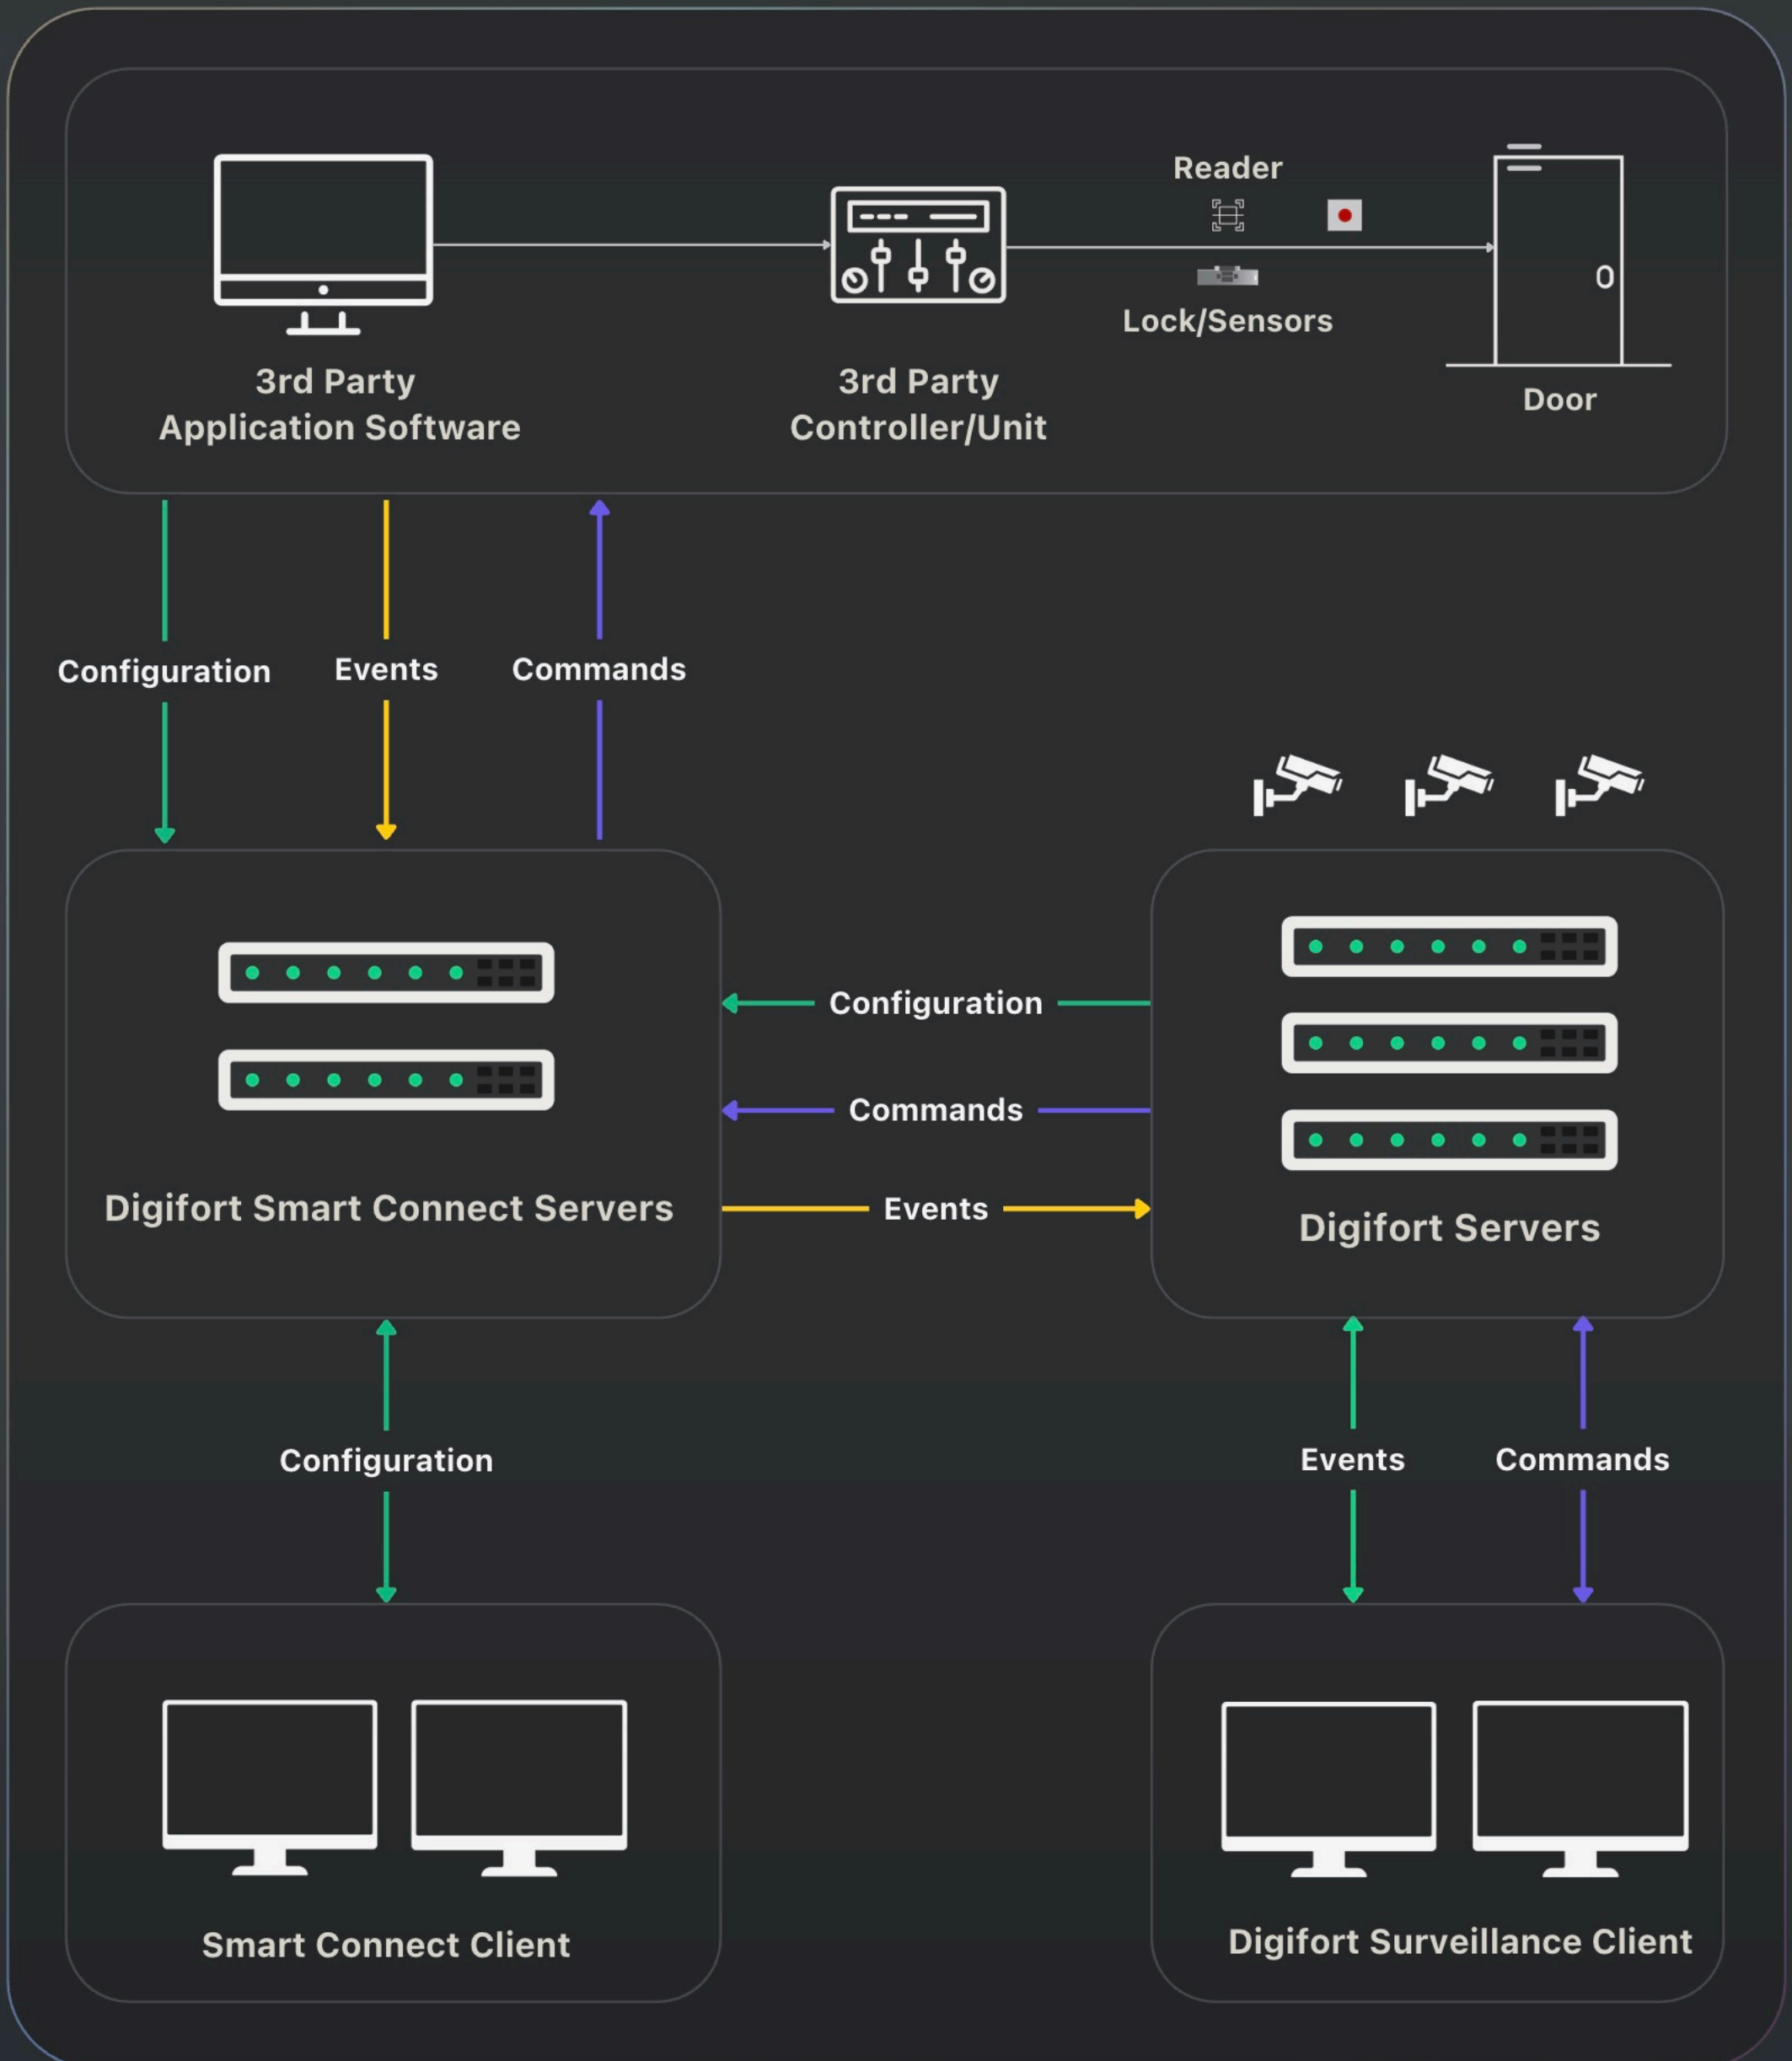 Reader
Lock/Sensors
3rd Party
Application Software
3rd Party
Controller/Unit
Door
Configuration
Events
Commands
Configuration
Commands
Events
Digifort Smart Connect Servers
Digifort Servers
Configuration
Events
Commands
Smart Connect Client
Digifort Surveillance Client